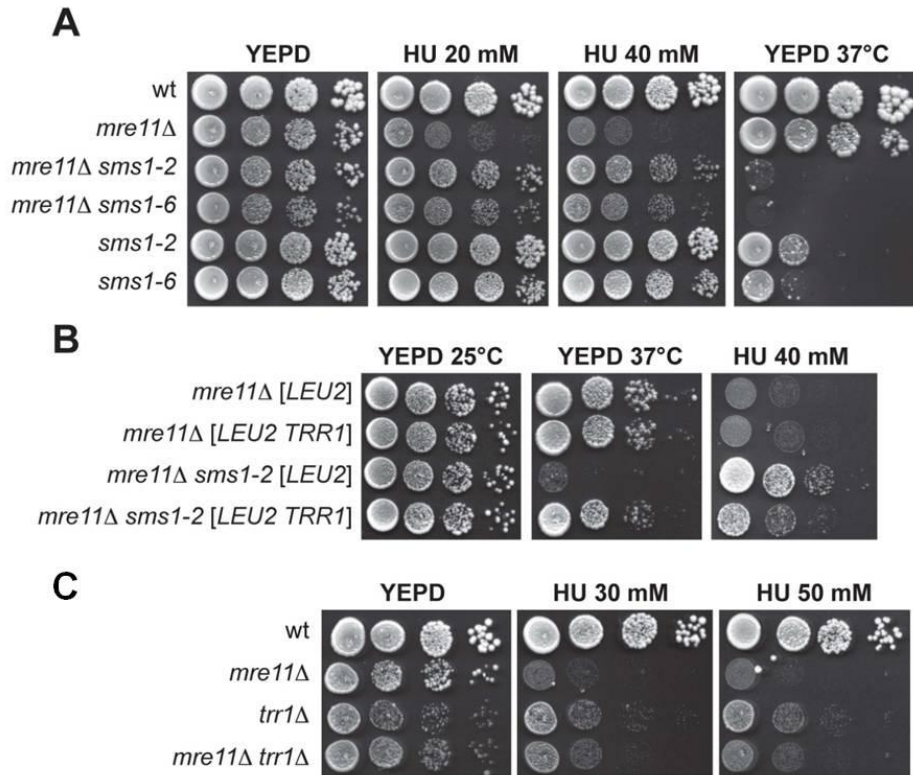 A
YEPD HU 20 mM HU 40 mM YEPD 37°C
wt
mre11Δ
mre11Δ sms1-2
mre11Δ sms1-6
sms1-2
sms1-6
B
YEPD 25°C YEPD 37°C HU 40 mM
mre11Δ [LEU2]
mre11Δ [LEU2 TRR1]
mre11Δ sms1-2 [LEU2]
mre11Δ sms1-2 [LEU2 TRR1]
C
YEPD HU 30 mM HU 50 mM
wt
mre11Δ
trr1Δ
mre11Δ trr1Δ